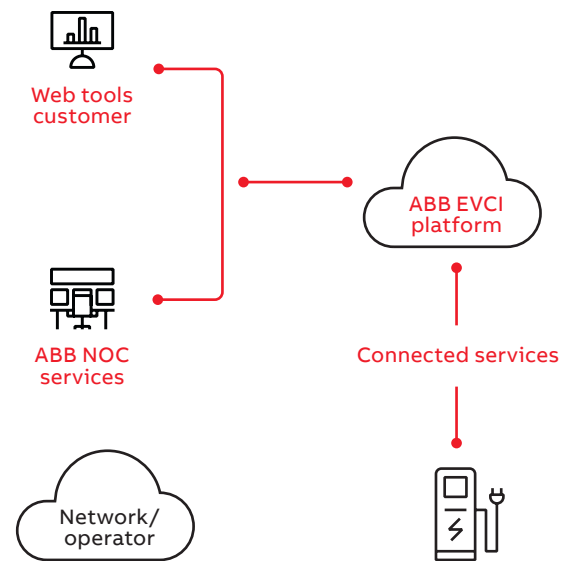 Web tools
customer
ABB EVCI
platform
ABB NOC
services
Connected services
Network/
operator